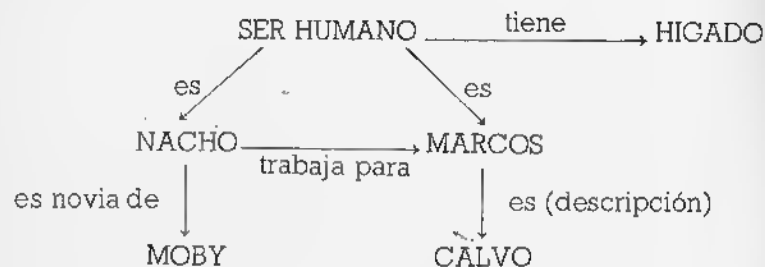 tiene
SER HUMANO HIGADO
es es
NACHO MARCOS
trabaja para
es novia de es (descripción)
MOBY CALVO